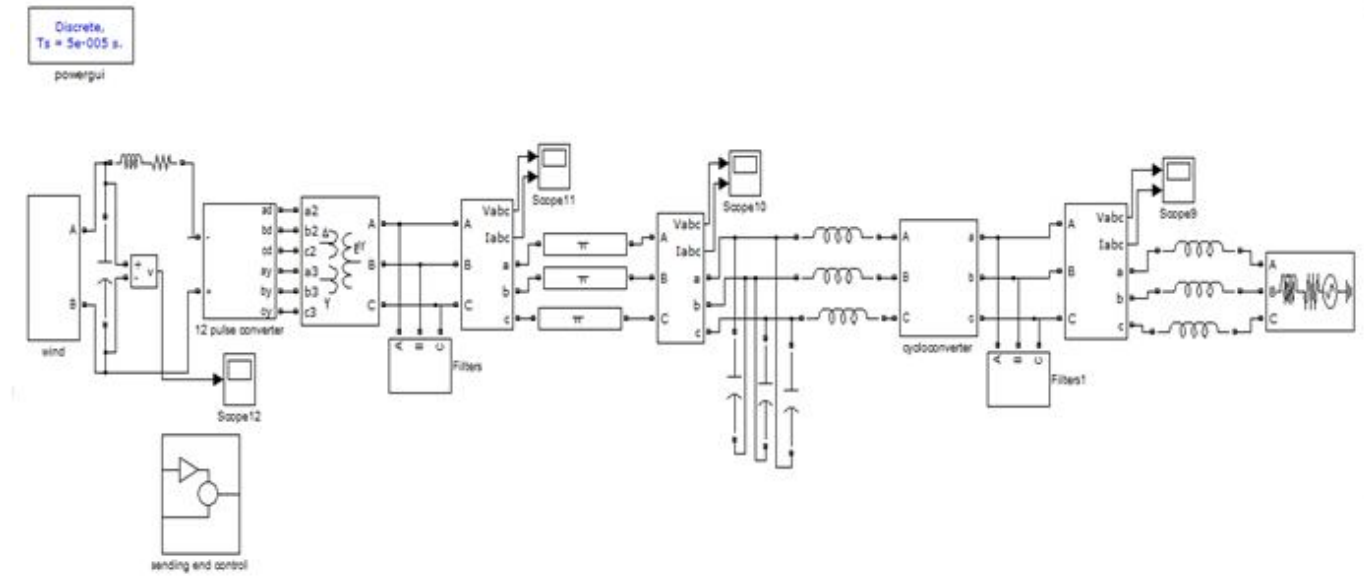 Discrete,
Ts = 5e-005 s.
powergui
wind
A
B
+
-
v
Scope12
-
+
ad
bd
cd
ay
by
cy
12 pulse converter
a2
b2
c2
a3
b3
c3
Δ
Y
A
B
C
A
B
C
Filters
A
B
C
Vabc
Iabc
a
b
c
Scope11
π
π
π
A
B
C
Vabc
Iabc
a
b
c
Scope10
A
B
C
a
b
c
cycloconverter
A
B
C
Filters1
A
B
C
Vabc
Iabc
a
b
c
Scope9
A
B
C
sending end control